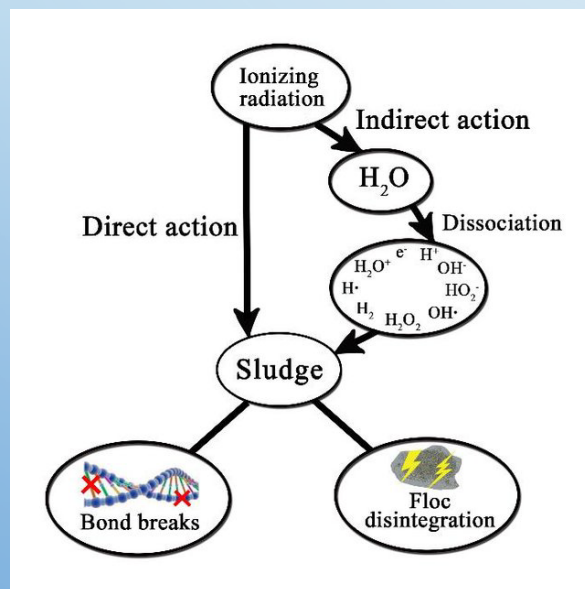 Ionizing
radiation
Indirect action
H₂O
Direct action
Dissociation
e⁻ H⁺
H₂O⁺ OH⁻
H· HO₂⁻
H₂ H₂O₂ OH·
Sludge
Bond breaks
Floc
disintegration